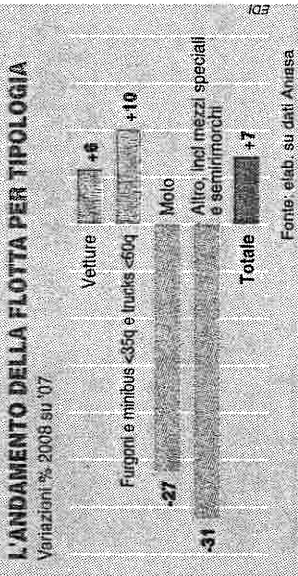 L'ANDAMENTO DELLA FLOTTA PER TIPOLOGIA
Variazioni % 2008 su '07
Vetture
+6
Furgoni e minibus <35q e trucks <60q
+10
-27
Moto
-31
Altro, incl mezzi speciali
e semirimorchi
Totale
+7
Fonte: elab. su dati Aniasa
EDI